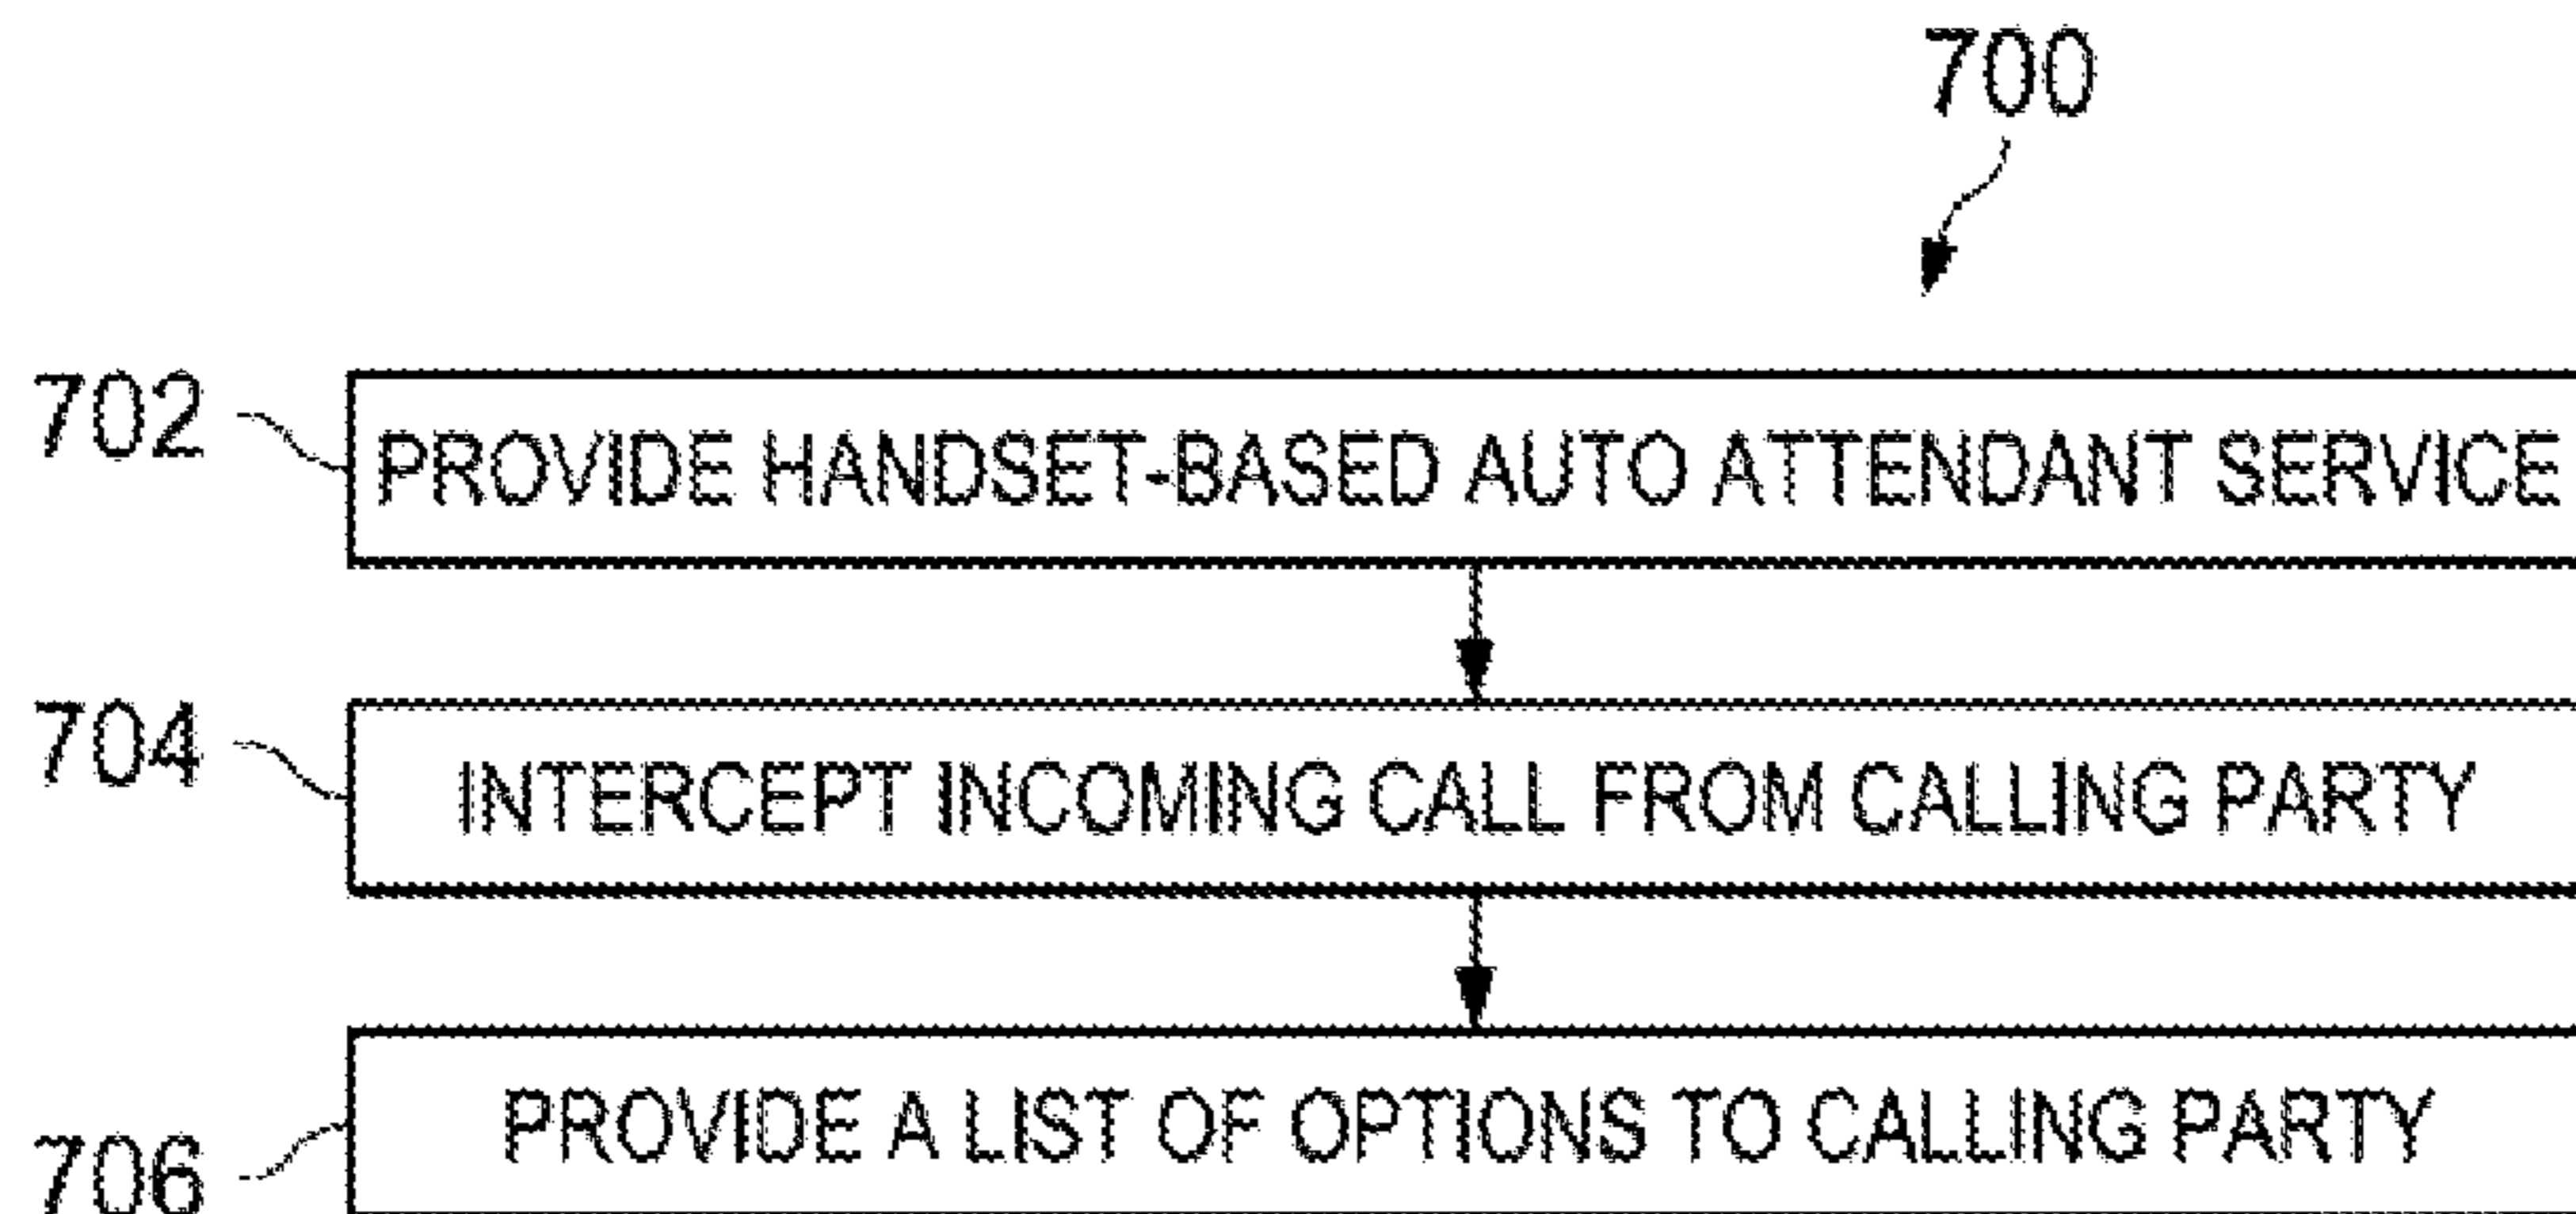 700
702 PROVIDE HANDSET-BASED AUTO ATTENDANT SERVICE
704 INTERCEPT INCOMING CALL FROM CALLING PARTY
706 PROVIDE A LIST OF OPTIONS TO CALLING PARTY